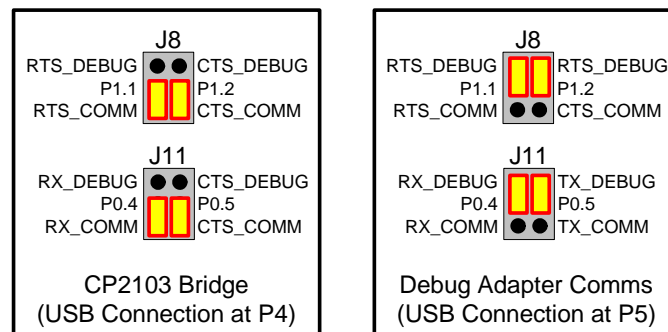 J8
RTS_DEBUG CTS_DEBUG
P1.1 P1.2
RTS_COMM CTS_COMM
J11
RX_DEBUG CTS_DEBUG
P0.4 P0.5
RX_COMM CTS_COMM
CP2103 Bridge
(USB Connection at P4)
J8
RTS_DEBUG RTS_DEBUG
P1.1 P1.2
RTS_COMM CTS_COMM
J11
RX_DEBUG TX_DEBUG
P0.4 P0.5
RX_COMM TX_COMM
Debug Adapter Comms
(USB Connection at P5)